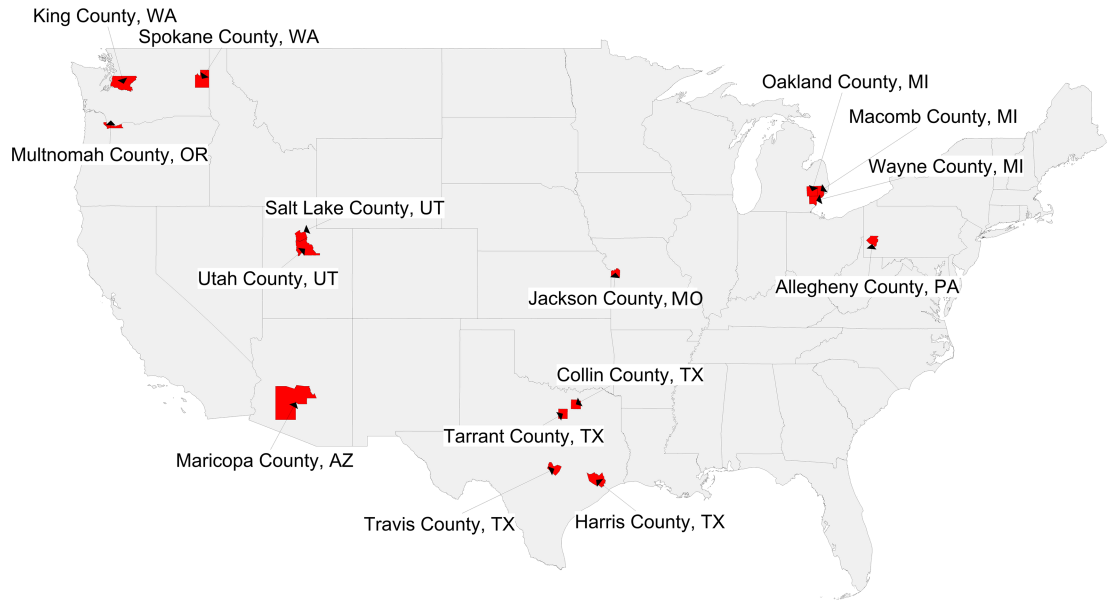 King County, WA
Spokane County, WA
Oakland County, MI
Macomb County, MI
Multnomah County, OR
Wayne County, MI
Salt Lake County, UT
Utah County, UT
Allegheny County, PA
Jackson County, MO
Collin County, TX
Tarrant County, TX
Maricopa County, AZ
Travis County, TX
Harris County, TX